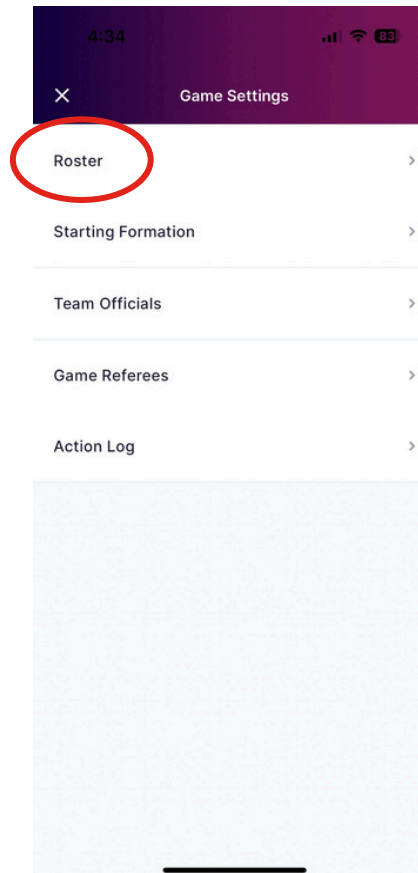 4:34
83
Game Settings
Roster
Starting Formation
Team Officials
Game Referees
Action Log